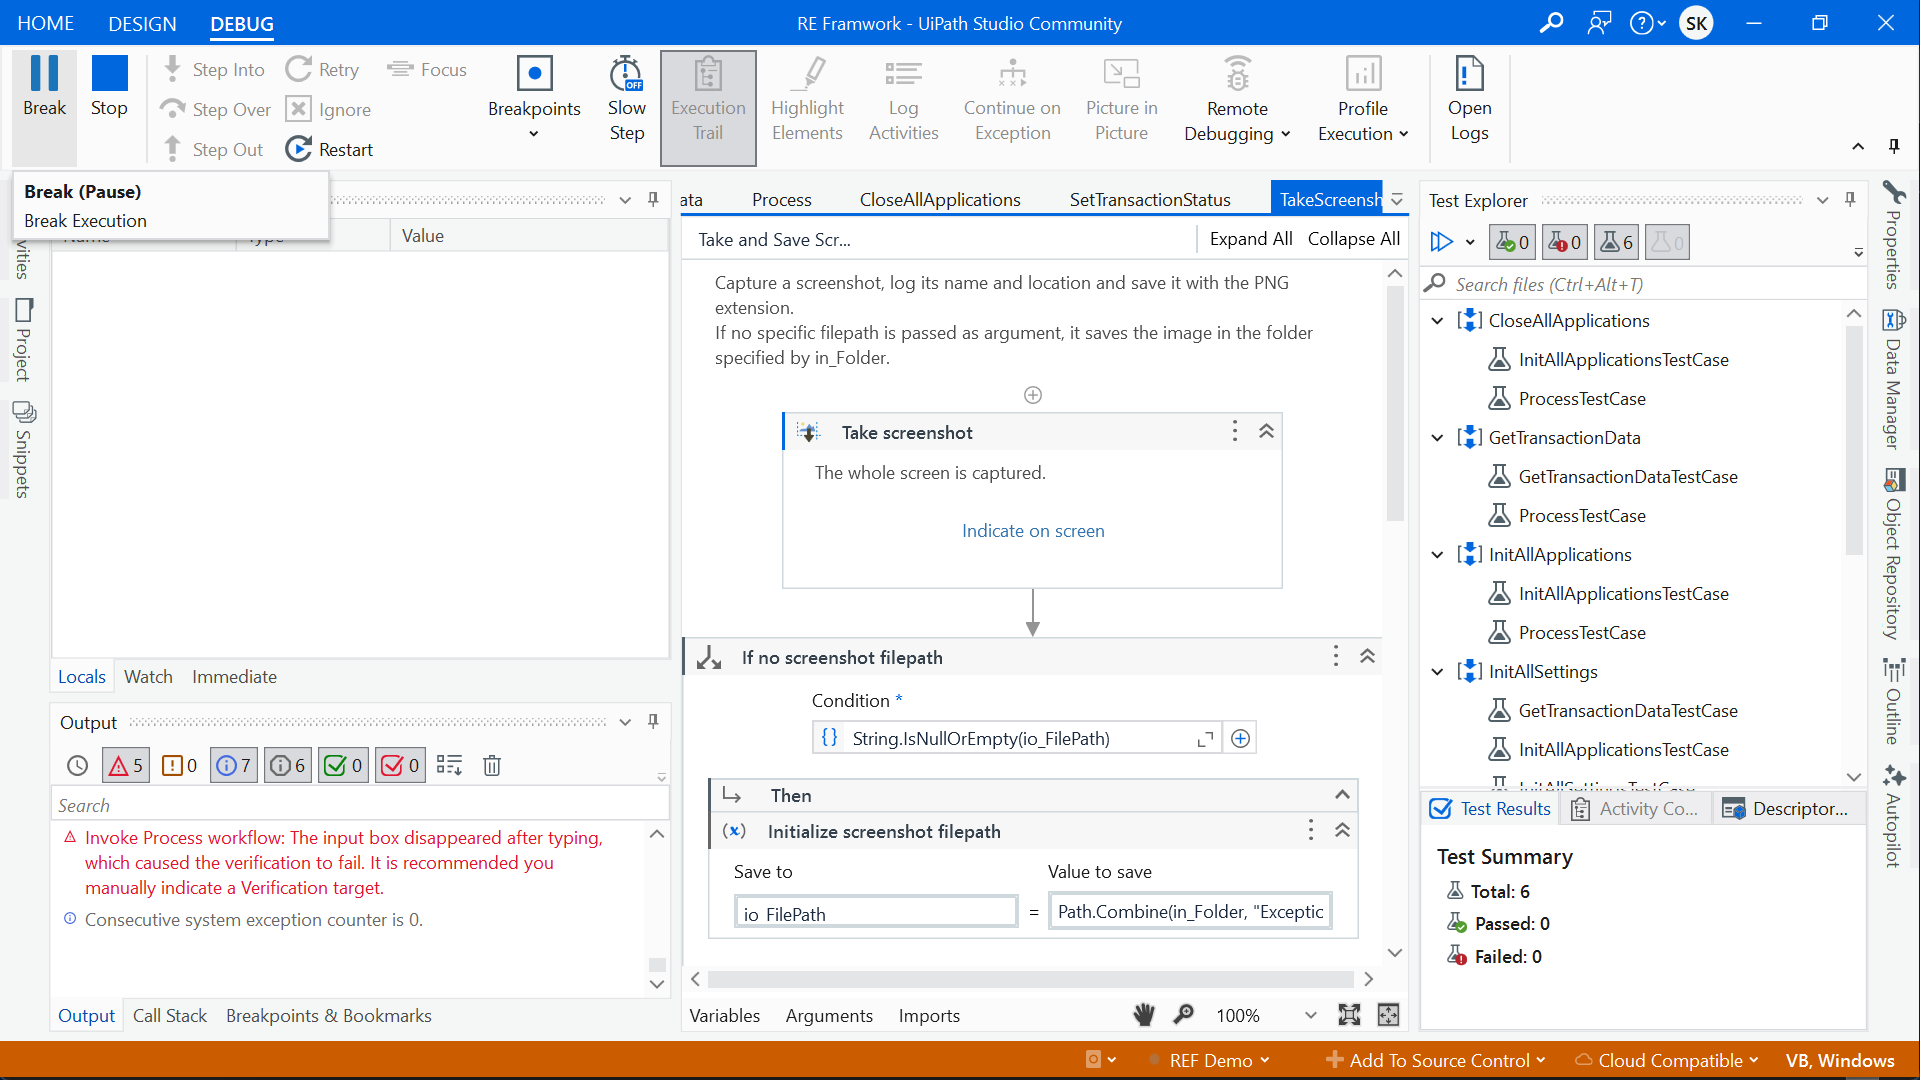 HOME DESIGN DEBUG
RE Framwork - UiPath Studio Community
SK
Break
Stop
Step Into
Step Over
Step Out
Retry
Ignore
Restart
Focus
Breakpoints
Slow Step
OFF
Execution Trail
Highlight Elements
Log Activities
Continue on Exception
Picture in Picture
Remote Debugging
Profile Execution
Open Logs
Break (Pause)
Break Execution
Value
vities
Project
Snippets
Locals Watch Immediate
Output
5 0 7 6 0 0
Search
Invoke Process workflow: The input box disappeared after typing,
which caused the verification to fail. It is recommended you
manually indicate a Verification target.
Consecutive system exception counter is 0.
Output Call Stack Breakpoints & Bookmarks
ata Process CloseAllApplications SetTransactionStatus TakeScreensh
Take and Save Scr...
Expand All Collapse All
Capture a screenshot, log its name and location and save it with the PNG
extension.
If no specific filepath is passed as argument, it saves the image in the folder
specified by in_Folder.
Take screenshot
The whole screen is captured.
Indicate on screen
If no screenshot filepath
Condition *
{} String.IsNullOrEmpty(io_FilePath)
Then
(x) Initialize screenshot filepath
Save to Value to save
io_FilePath = Path.Combine(in_Folder, "Exceptic
Variables Arguments Imports
100%
Test Explorer
0 0 6 0
Search files (Ctrl+Alt+T)
CloseAllApplications
InitAllApplicationsTestCase
ProcessTestCase
GetTransactionData
GetTransactionDataTestCase
ProcessTestCase
InitAllApplications
InitAllApplicationsTestCase
ProcessTestCase
InitAllSettings
GetTransactionDataTestCase
InitAllApplicationsTestCase
InitAllSettingsTestCase
Test Results Activity Co... Descriptor...
Test Summary
Total: 6
Passed: 0
Failed: 0
Properties
Data Manager
Object Repository
Outline
Autopilot
REF Demo
Add To Source Control
Cloud Compatible
VB, Windows